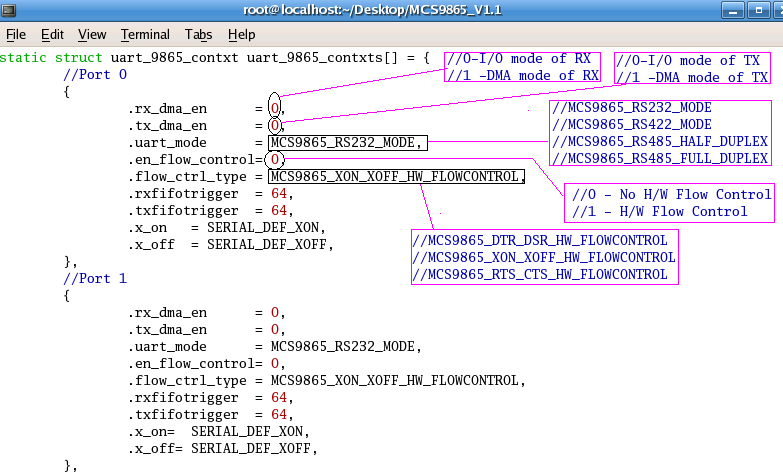 root@localhost:~/Desktop/MCS9865_V1.1
File Edit View Terminal Tabs Help
static struct uart_9865_contxt uart_9865_contxts[] = {
//0-I/O mode of RX
//1 -DMA mode of RX
//0-I/O mode of TX
//1 -DMA mode of TX
//Port 0
{
.rx_dma_en = 0,
.tx_dma_en = 0,
.uart_mode = MCS9865_RS232_MODE,
.en_flow_control= 0,
.flow_ctrl_type = MCS9865_XON_XOFF_HW_FLOWCONTROL,
.rxfifotrigger = 64,
.txfifotrigger = 64,
.x_on = SERIAL_DEF_XON,
.x_off = SERIAL_DEF_XOFF,
},
//MCS9865_RS232_MODE
//MCS9865_RS422_MODE
//MCS9865_RS485_HALF_DUPLEX
//MCS9865_RS485_FULL_DUPLEX
//0 - No H/W Flow Control
//1 - H/W Flow Control
//MCS9865_DTR_DSR_HW_FLOWCONTROL
//MCS9865_XON_XOFF_HW_FLOWCONTROL
//MCS9865_RTS_CTS_HW_FLOWCONTROL
//Port 1
{
.rx_dma_en = 0,
.tx_dma_en = 0,
.uart_mode = MCS9865_RS232_MODE,
.en_flow_control= 0,
.flow_ctrl_type = MCS9865_XON_XOFF_HW_FLOWCONTROL,
.rxfifotrigger = 64,
.txfifotrigger = 64,
.x_on= SERIAL_DEF_XON,
.x_off= SERIAL_DEF_XOFF,
},